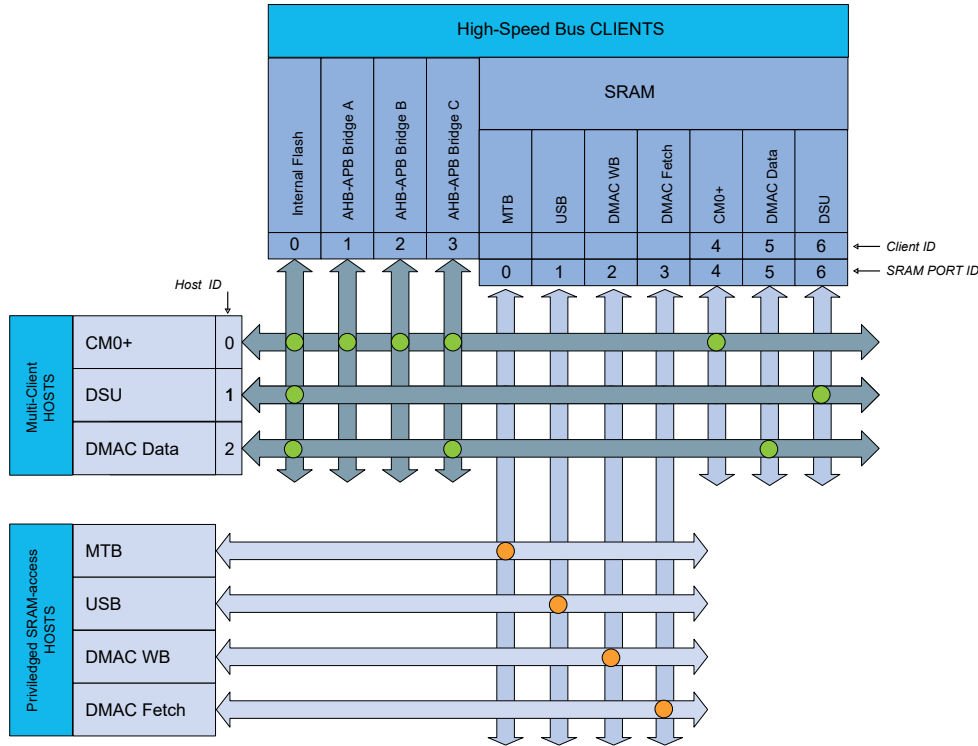 High-Speed Bus CLIENTS
SRAM
Internal Flash
AHB-APB Bridge A
AHB-APB Bridge B
AHB-APB Bridge C
MTB
USB
DMAC WB
DMAC Fetch
CM0+
DMAC Data
DSU
0 1 2 3 4 5 6 Client ID
0 1 2 3 4 5 6 SRAM PORT ID
Host ID
Multi-Client
HOSTS
CM0+ 0
DSU 1
DMAC Data 2
Priviledged SRAM-access
HOSTS
MTB
USB
DMAC WB
DMAC Fetch